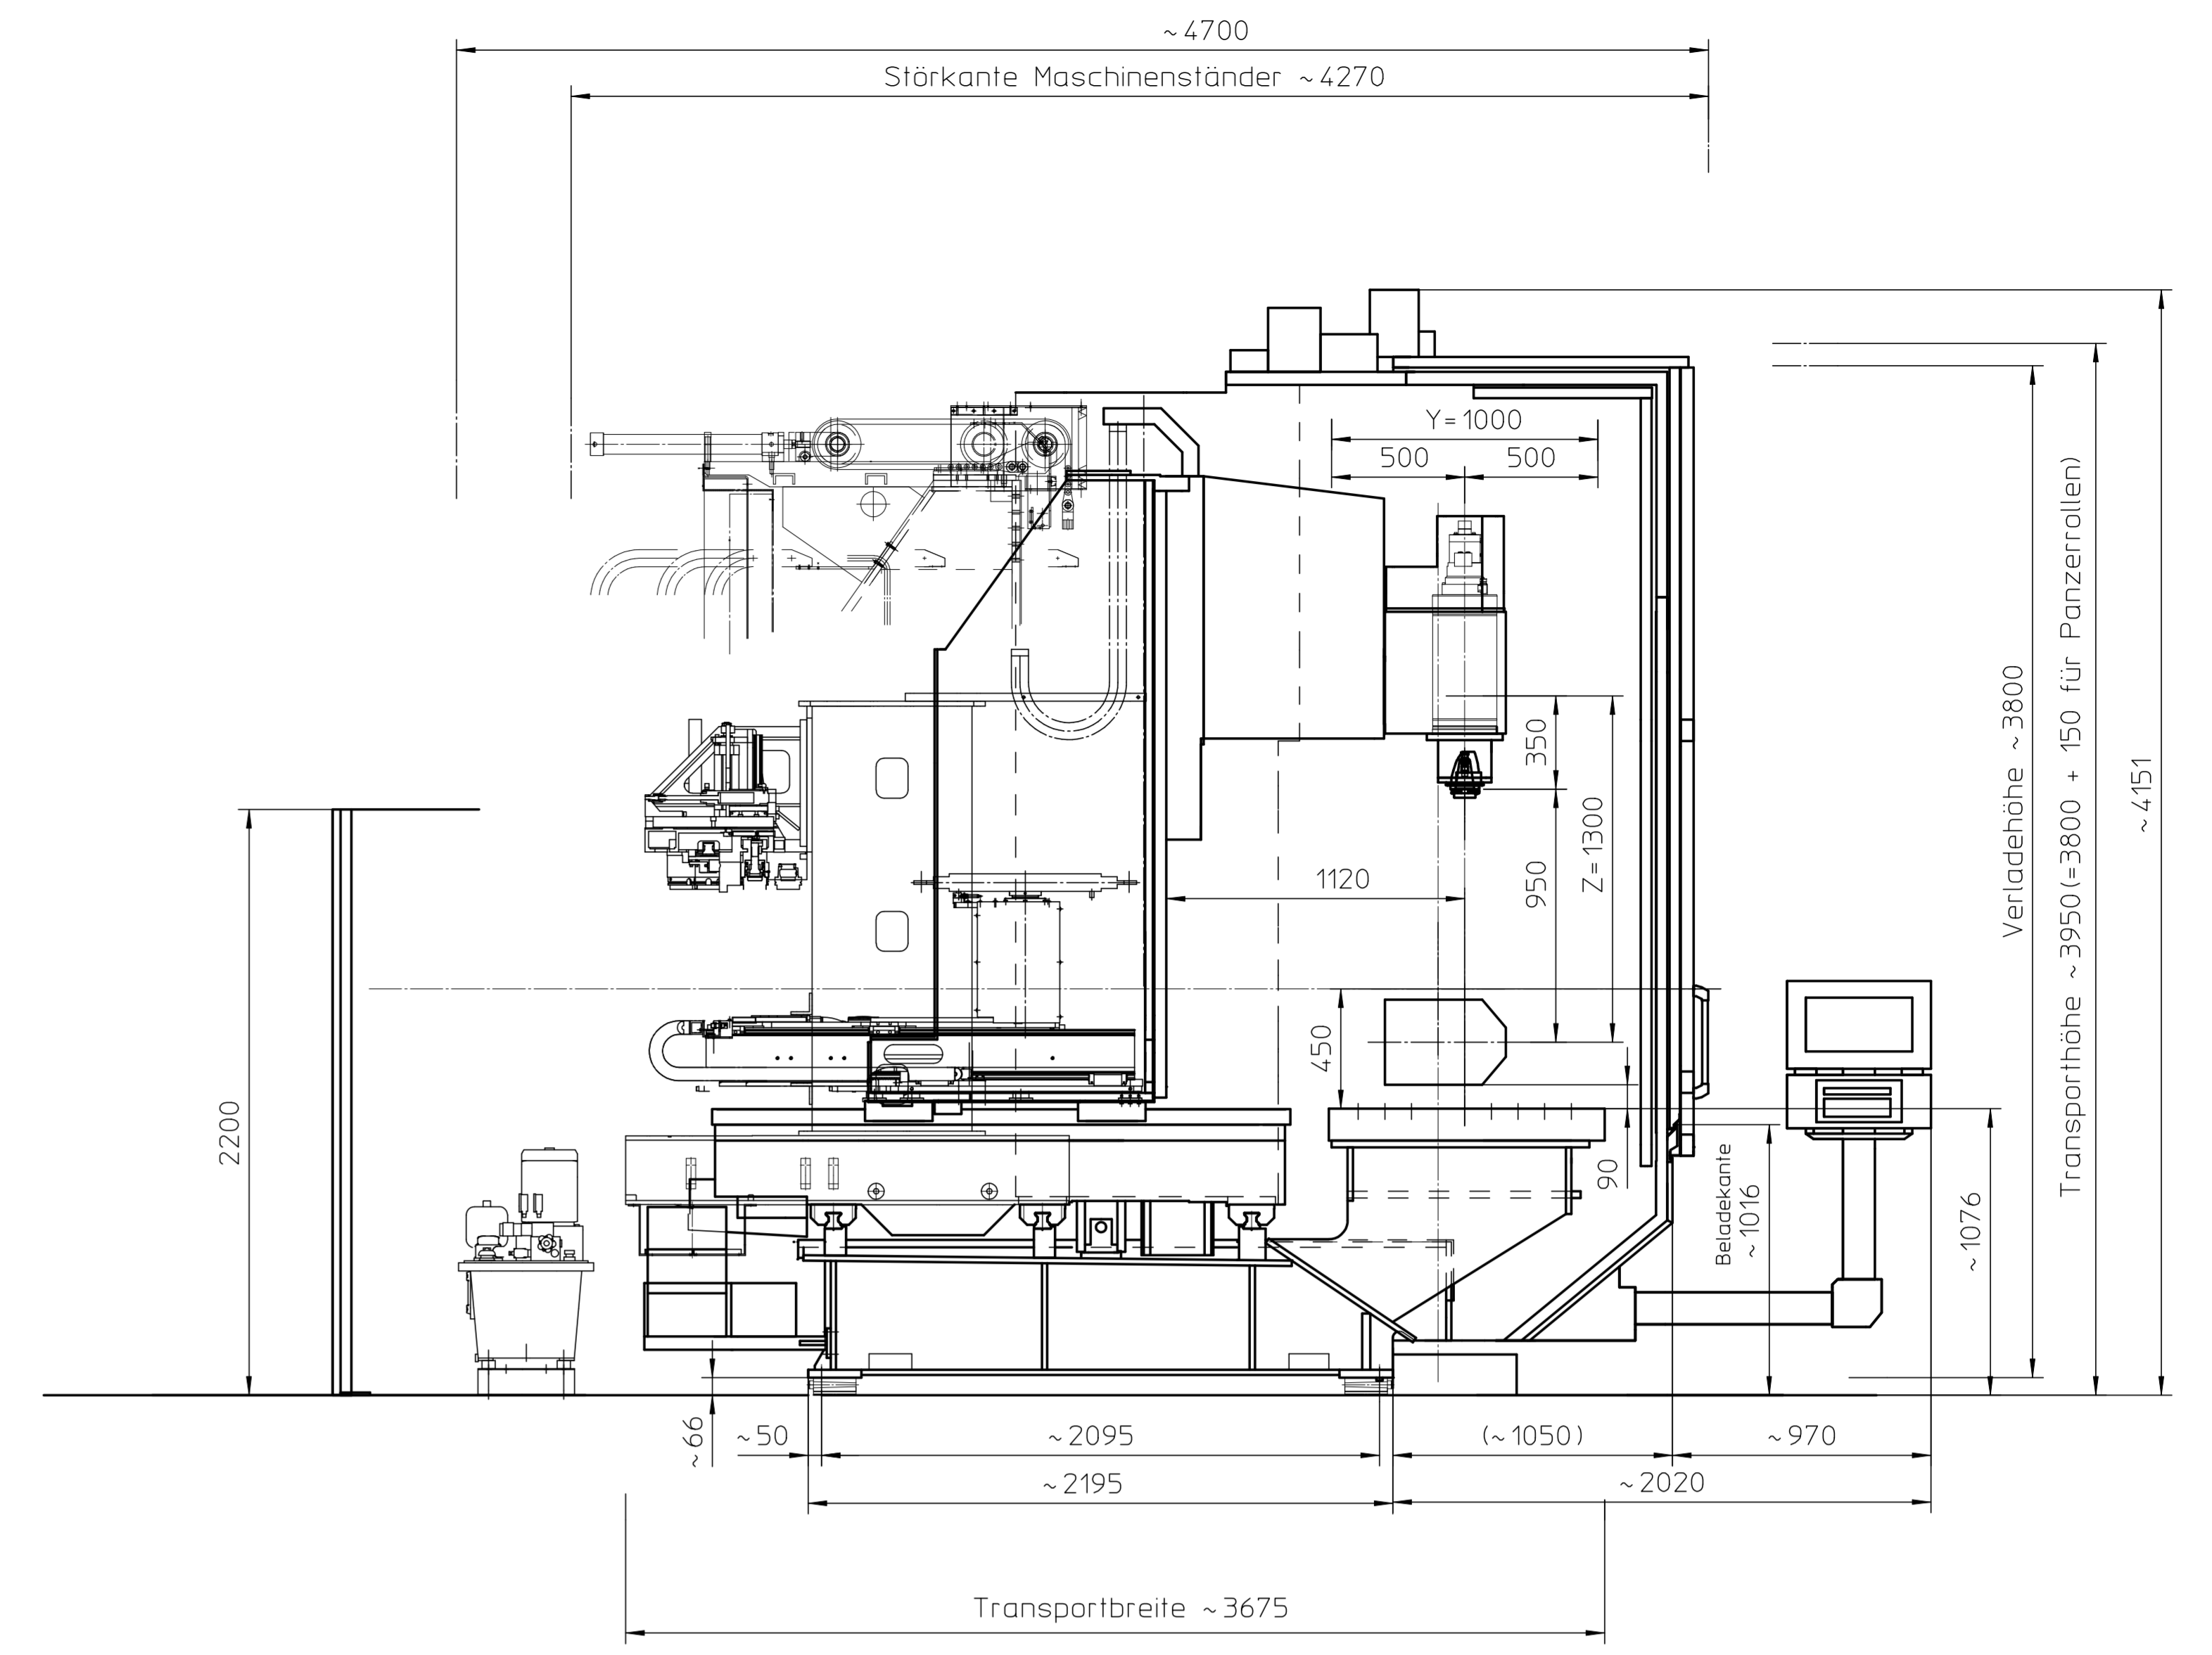 ~4700
Störkante Maschinenständer ~4270
Y=1000
500
500
350
Z=1300
950
1120
450
90
2200
Beladekante
~1016
~1076
Verladehöhe ~3800
Transporthöhe ~3950(=3800 + 150 für Panzerrollen)
~4151
~66
~50
~2095
(~1050)
~970
~2195
~2020
Transportbreite ~3675